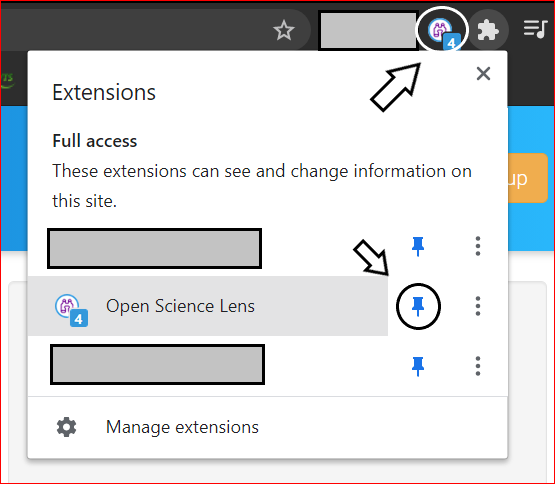 4
Extensions
Full access
These extensions can see and change information on
this site.
up
4
Open Science Lens
Manage extensions